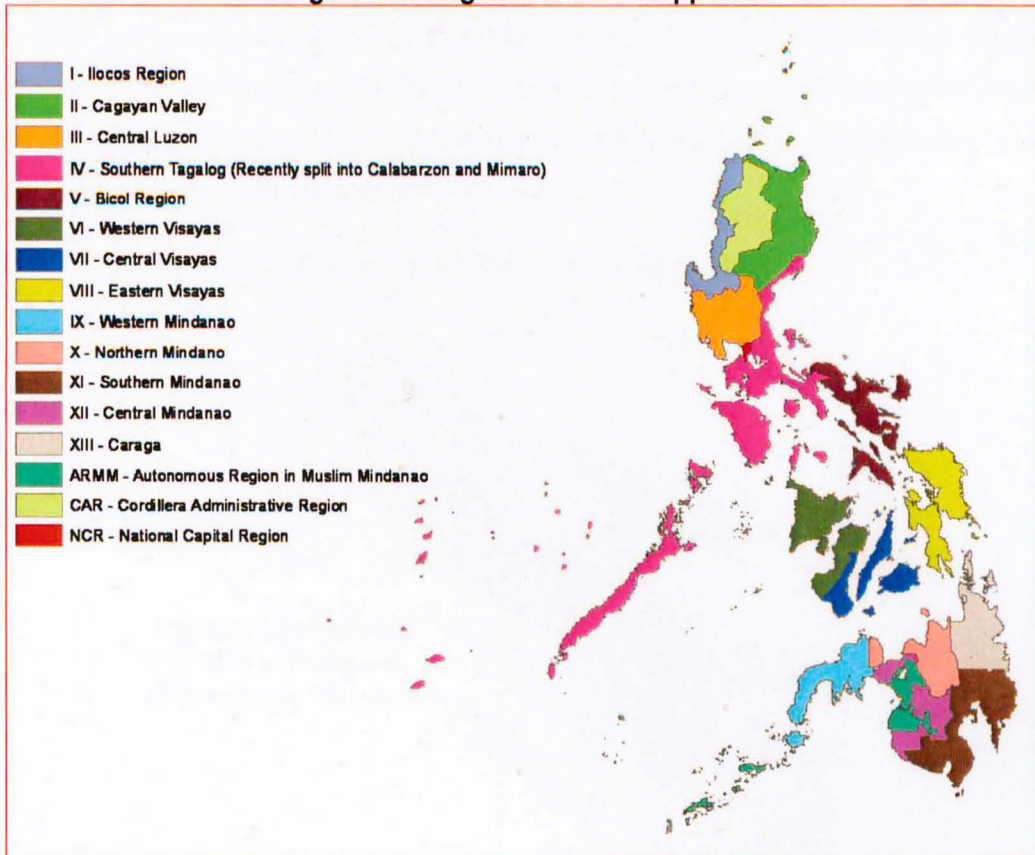 I - Ilocos Region
II - Cagayan Valley
III - Central Luzon
IV - Southern Tagalog (Recently split into Calabarzon and Mimaro)
V - Bicol Region
VI - Western Visayas
VII - Central Visayas
VIII - Eastern Visayas
IX - Western Mindanao
X - Northern Mindano
XI - Southern Mindanao
XII - Central Mindanao
XIII - Caraga
ARMM - Autonomous Region in Muslim Mindanao
CAR - Cordillera Administrative Region
NCR - National Capital Region